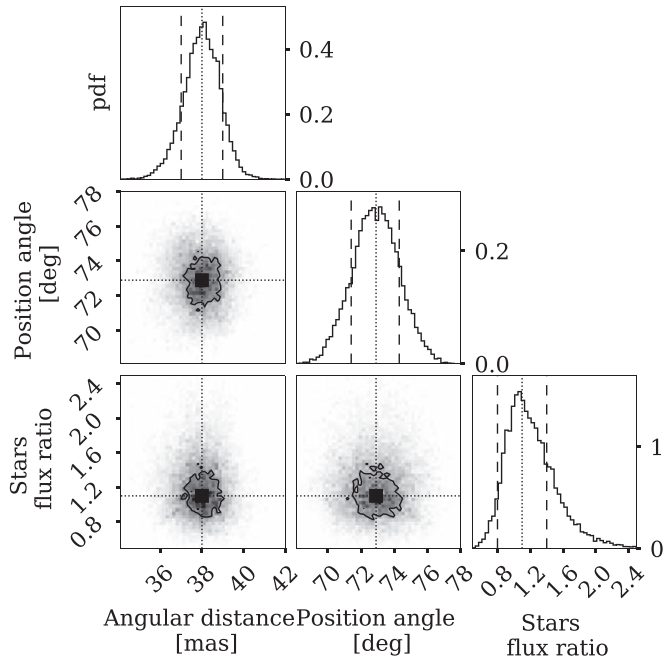 pdf
0.4
0.2
0.0
Position angle
[deg]
78
76
74
72
70
0.2
0.0
Stars
flux ratio
2.4
2.0
1.6
1.2
0.8
1
0
36 38 40 42
70 72 74 76 78
0.8 1.2 1.6 2.0 2.4
Angular distance
[mas]
Position angle
[deg]
Stars
flux ratio